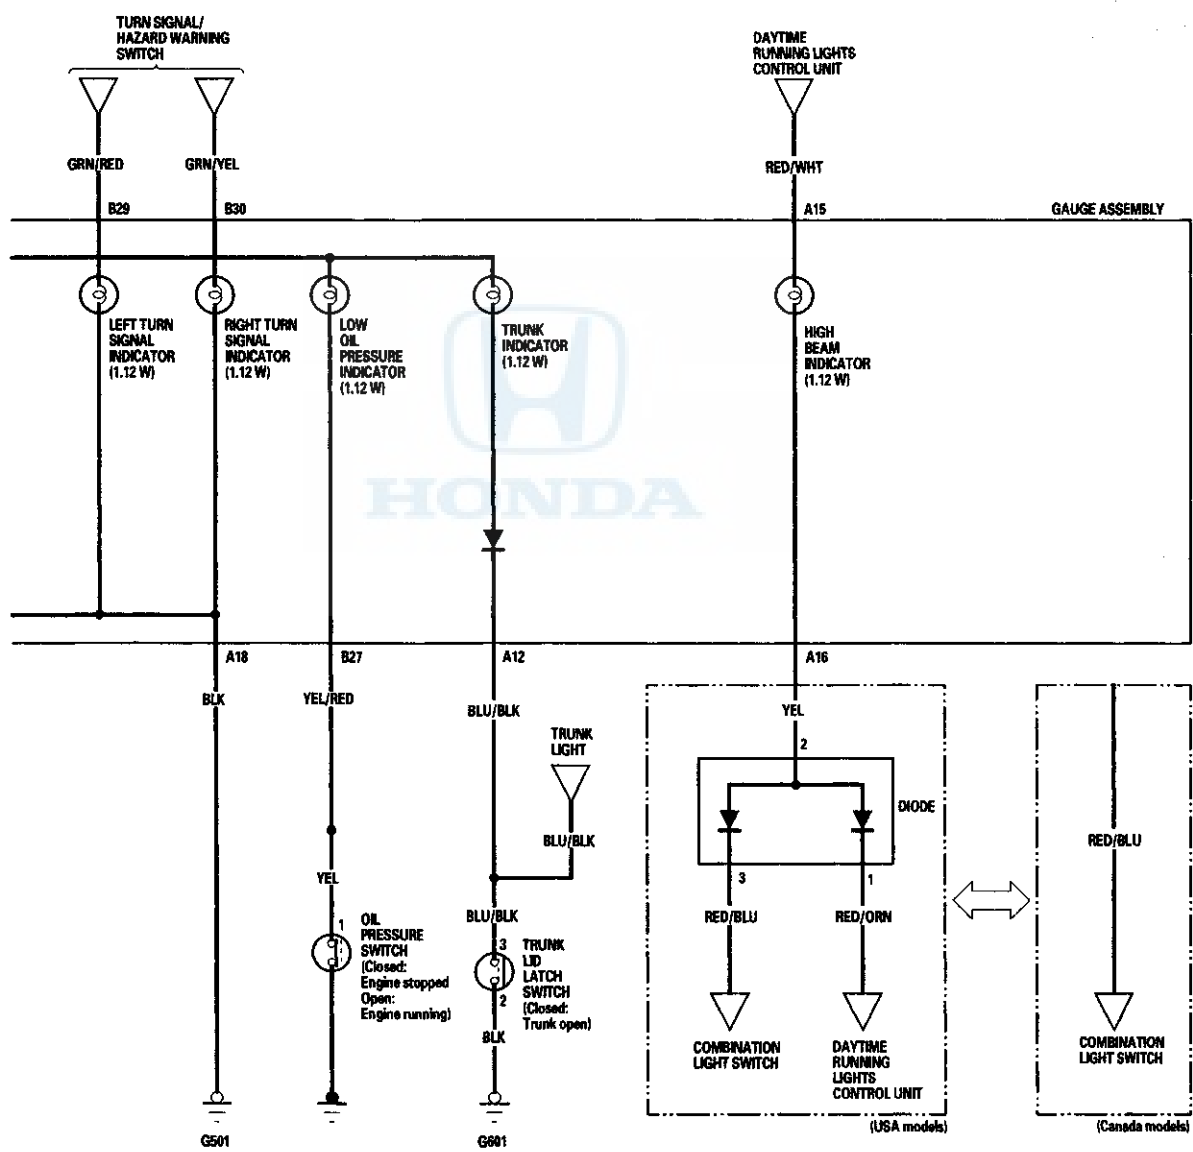 TURN SIGNAL/
HAZARD WARNING
SWITCH
DAYTIME
RUNNING LIGHTS
CONTROL UNIT
GRN/RED
GRN/YEL
RED/WHT
B29
B30
A15
GAUGE ASSEMBLY
LEFT TURN
SIGNAL
INDICATOR
(1.12 W)
RIGHT TURN
SIGNAL
INDICATOR
(1.12 W)
LOW
OIL
PRESSURE
INDICATOR
(1.12 W)
TRUNK
INDICATOR
(1.12 W)
HIGH
BEAM
INDICATOR
(1.12 W)
HONDA
A18
B27
A12
A16
BLK
YEL/RED
BLU/BLK
YEL
TRUNK
LIGHT
2
DIODE
BLU/BLK
RED/BLU
YEL
3
1
BLU/BLK
RED/BLU
RED/ORN
1
OIL
PRESSURE
SWITCH
(Closed:
Engine stopped
Open:
Engine running)
3
2
TRUNK
LID
LATCH
SWITCH
(Closed:
Trunk open)
BLK
COMBINATION
LIGHT SWITCH
DAYTIME
RUNNING
LIGHTS
CONTROL UNIT
COMBINATION
LIGHT SWITCH
G501
G601
(USA models)
(Canada models)